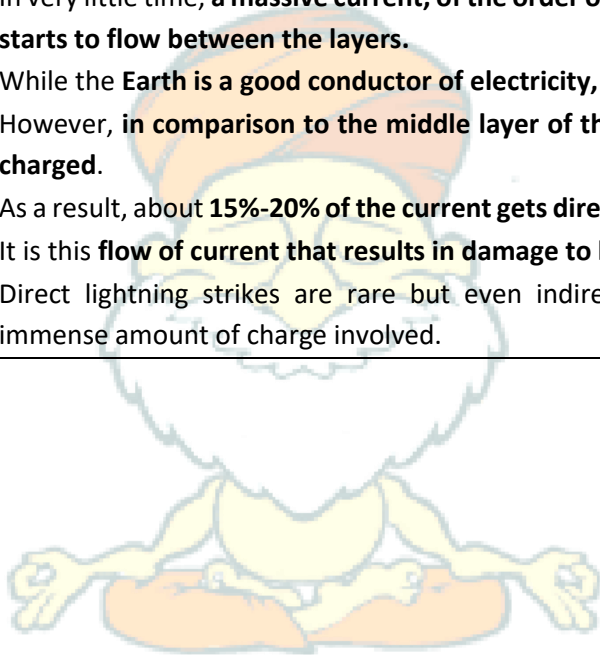 In very little time, a massive current, of the order o
starts to flow between the layers.
While the Earth is a good conductor of electricity,
However, in comparison to the middle layer of th
charged.
As a result, about 15%-20% of the current gets dire
It is this flow of current that results in damage to l
Direct lightning strikes are rare but even indire
immense amount of charge involved.